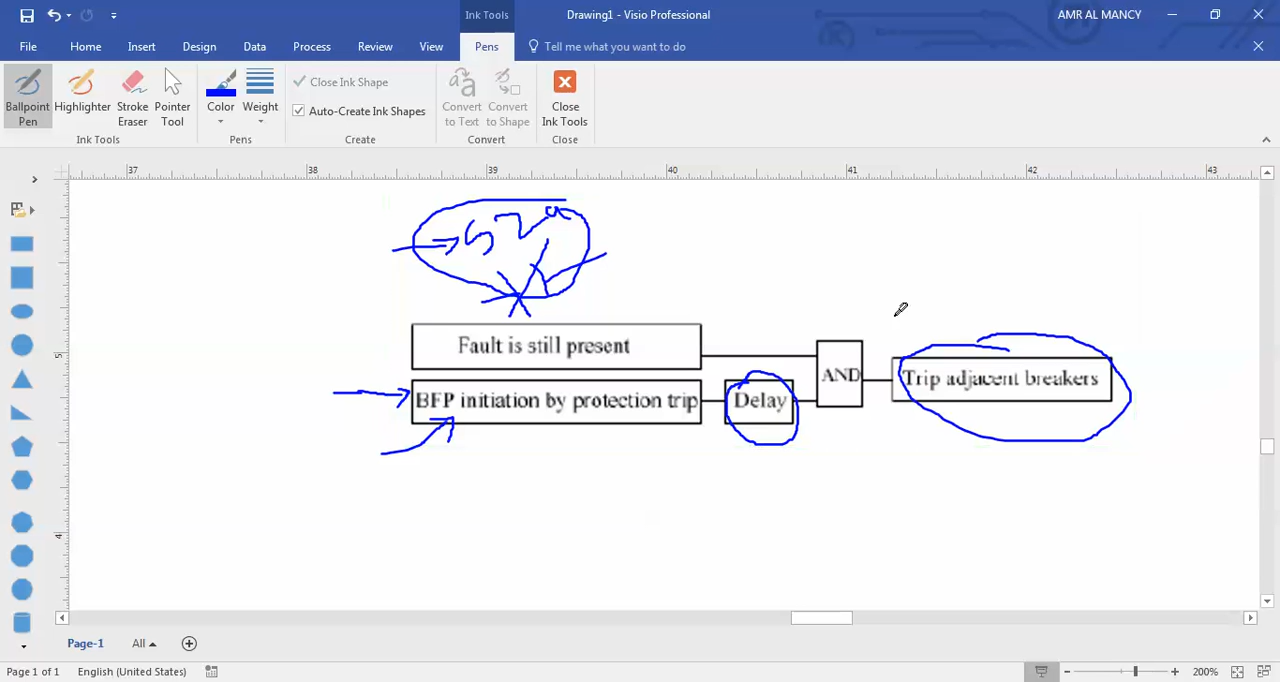 Ink Tools
Drawing1 - Visio Professional
AMR AL MANCY
File Home Insert Design Data Process Review View Pens Tell me what you want to do
Ballpoint Pen
Highlighter
Stroke Eraser
Pointer Tool
Color
Weight
Close Ink Shape
Auto-Create Ink Shapes
Convert to Text
Convert to Shape
Close Ink Tools
Ink Tools Pens Create Convert Close
37 38 39 40 41 42 43
5
4
52a
Fault is still present
BFP initiation by protection trip
Delay
AND
Trip adjacent breakers
Page-1 All
Page 1 of 1 English (United States) 200%